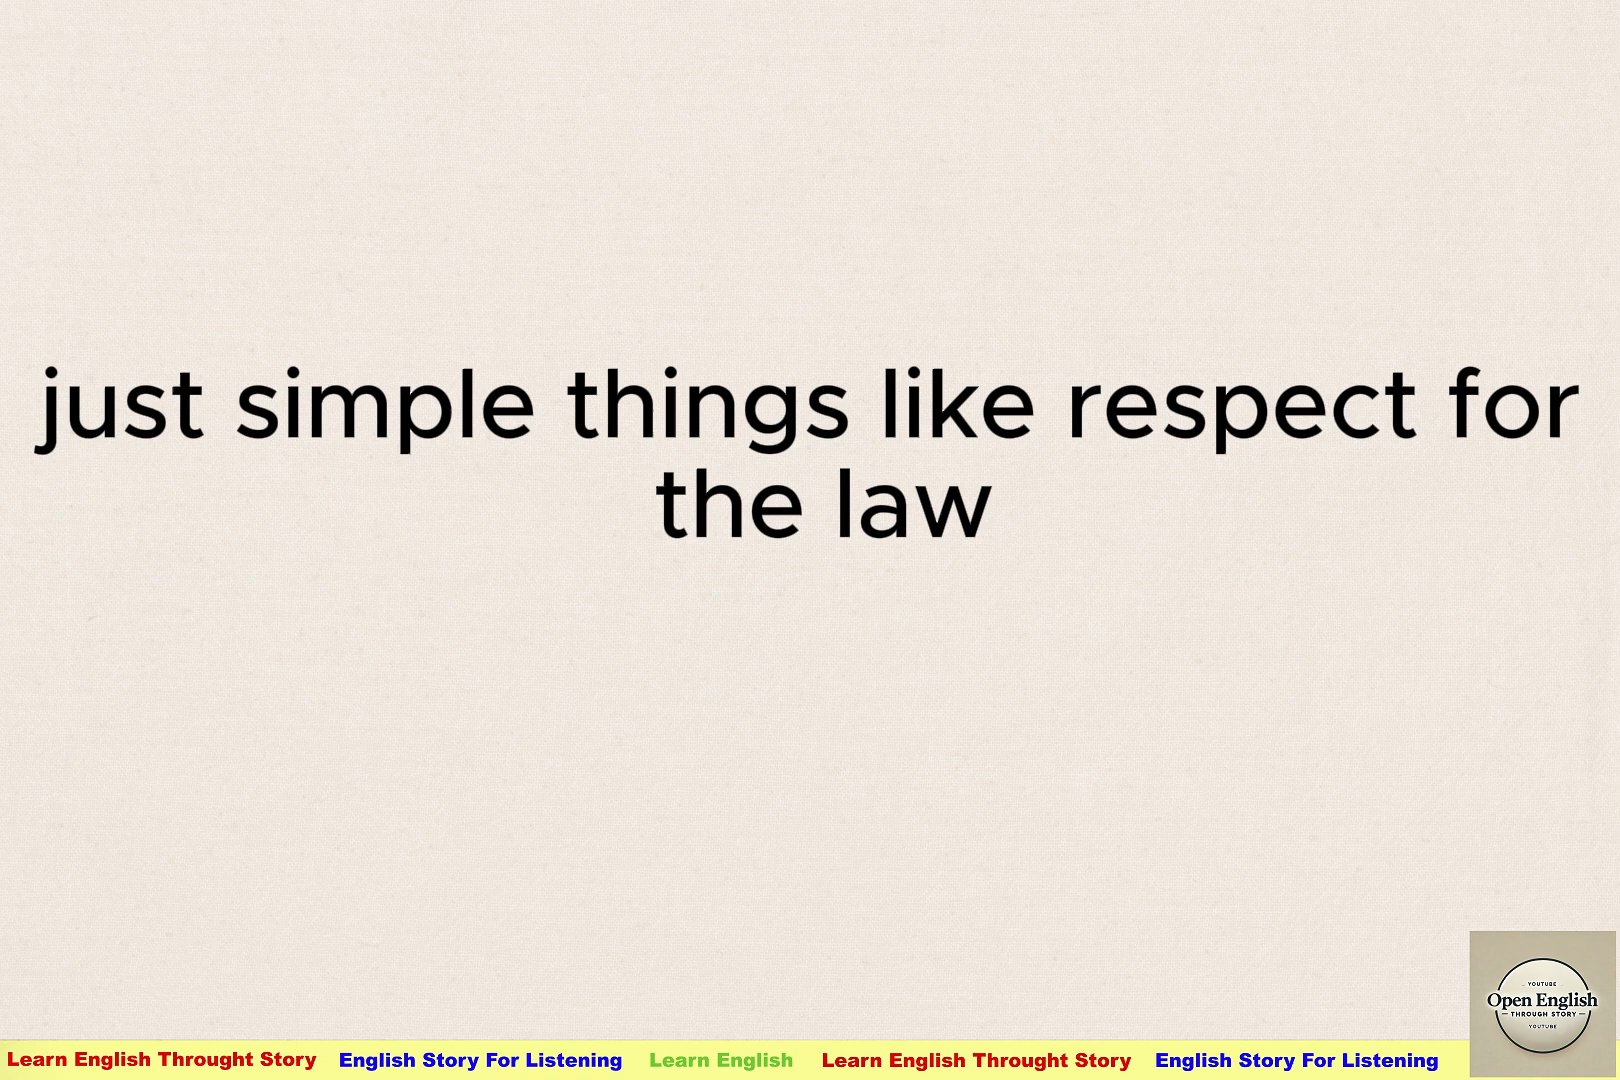 just simple things like respect for
the law
YOUTUBE
Open English
THROUGH STORY
YOUTUBE
Learn English Throught Story English Story For Listening Learn English Learn English Throught Story English Story For Listening